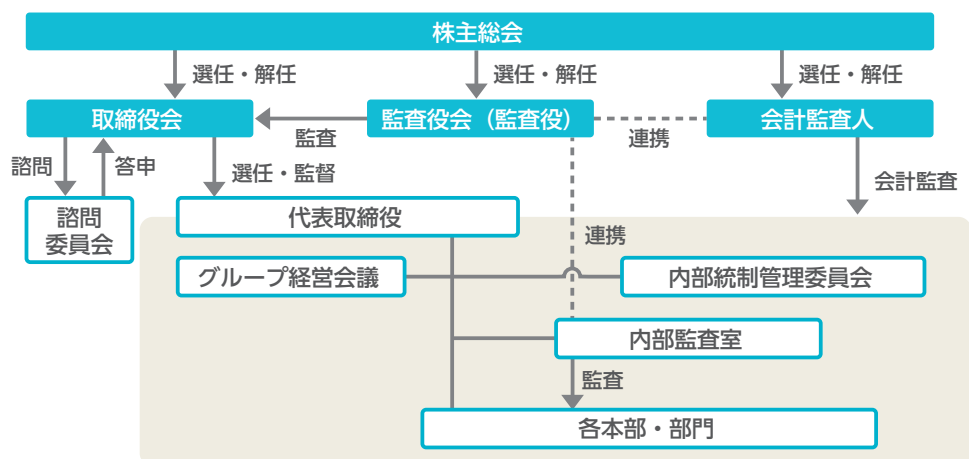 株主総会
選任・解任
選任・解任
選任・解任
取締役会
監査
監査役会（監査役）
連携
会計監査人
諮問
答申
選任・監督
会計監査
諮問
委員会
代表取締役
連携
グループ経営会議
内部統制管理委員会
内部監査室
監査
各本部・部門